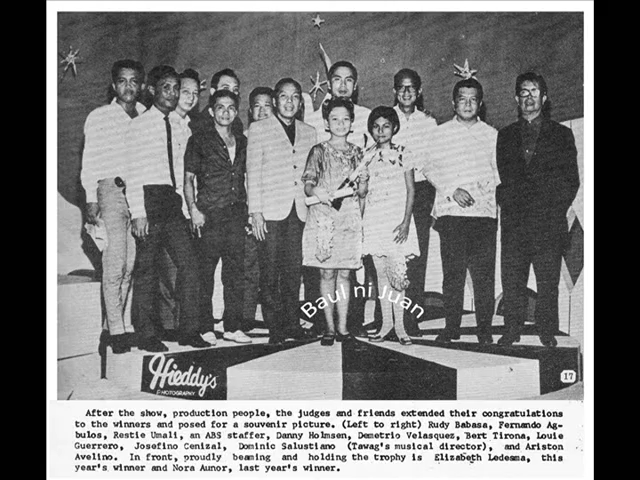 Baul ni Juan
Hieddy's
PHOTOGRAPHY
17
After the show, production people, the judges and friends extended their congratulations
to the winners and posed for a souvenir picture. (Left to right) Rudy Babasa, Fernando Ag-
bulos, Restie Umali, an ABS staffer, Danny Holmsen, Demetrio Velasquez, Bert Tirona, Louie
Guerrero, Josefino Cenizal, Dominic Salustiano (Tawag's musical director), and Ariston
Avelino. In front, proudly beaming and holding the trophy is Elizabeth Ledesma, this
year's winner and Nora Aunor, last year's winner.